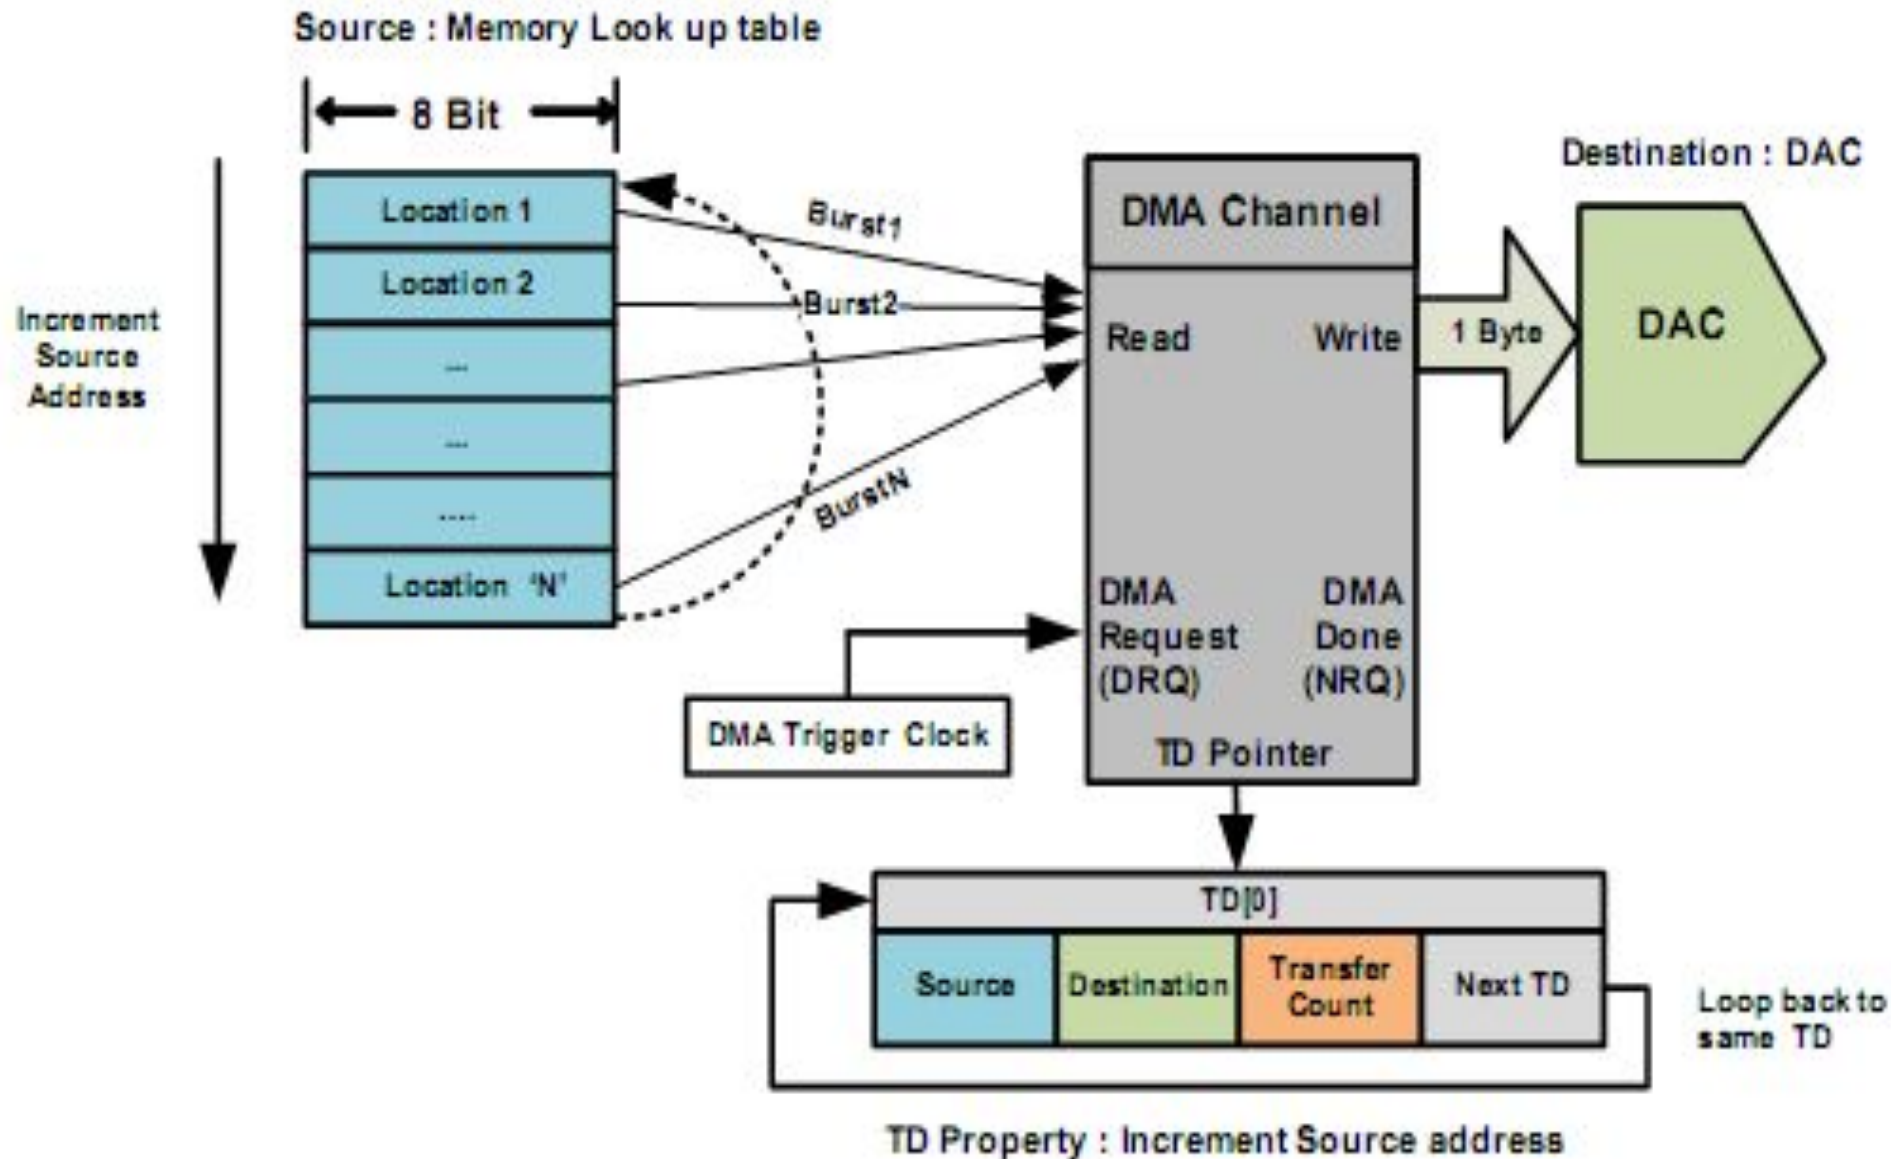 Source : Memory Look up table
8 Bit
Increment
Source
Address
Location 1
Location 2
...
...
....
Location 'N'
Burst1
Burst2
BurstN
DMA Channel
Read
Write
DMA
Request
(DRQ)
DMA
Done
(NRQ)
TD Pointer
DMA Trigger Clock
1 Byte
Destination : DAC
DAC
TD[0]
Source
Destination
Transfer
Count
Next TD
Loop back to
same TD
TD Property : Increment Source address